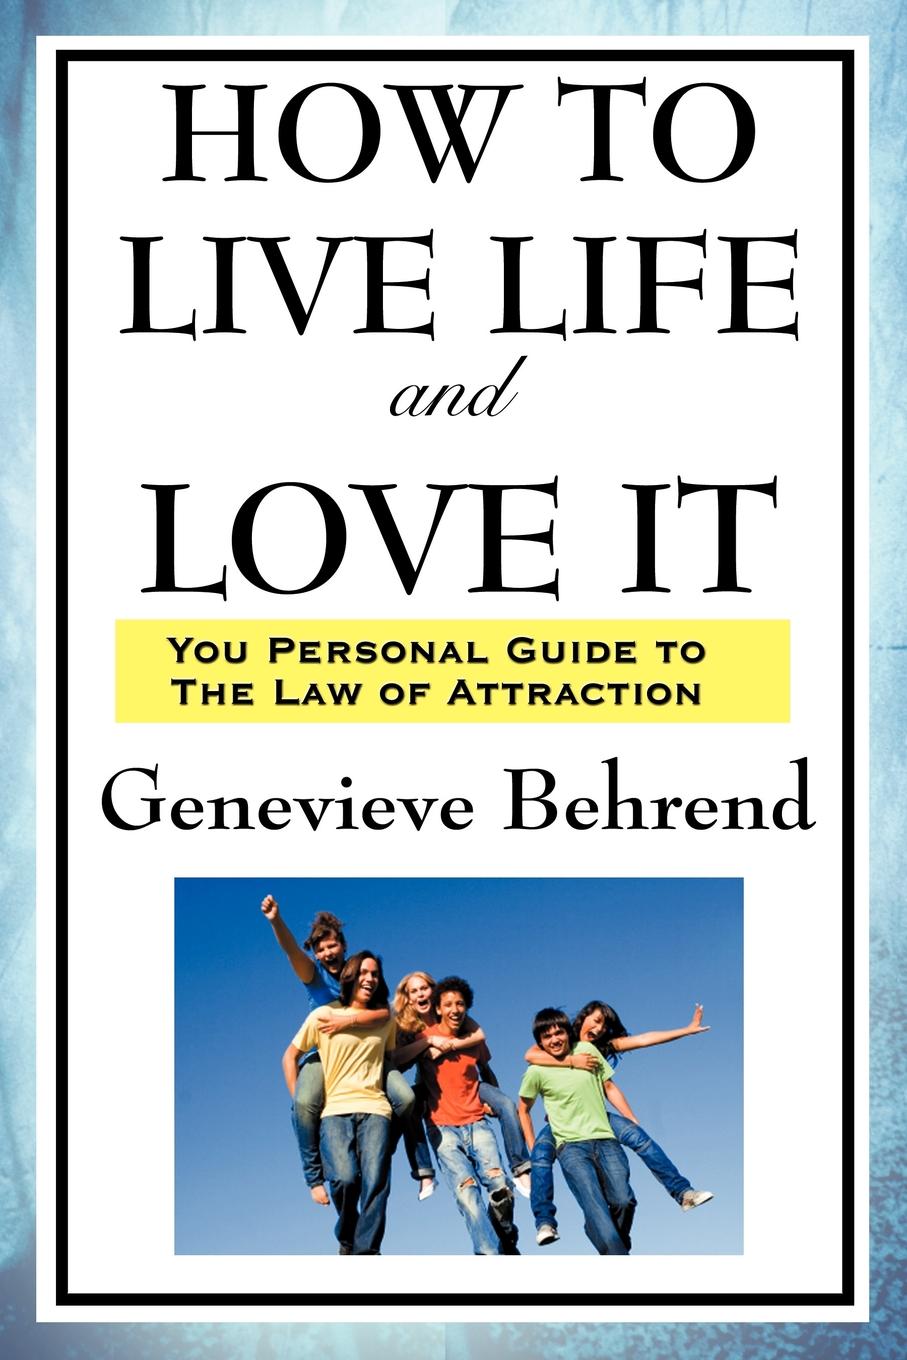 HOW TO
LIVE LIFE
and
LOVE IT
YOU PERSONAL GUIDE TO
THE LAW OF ATTRACTION
Genevieve Behrend